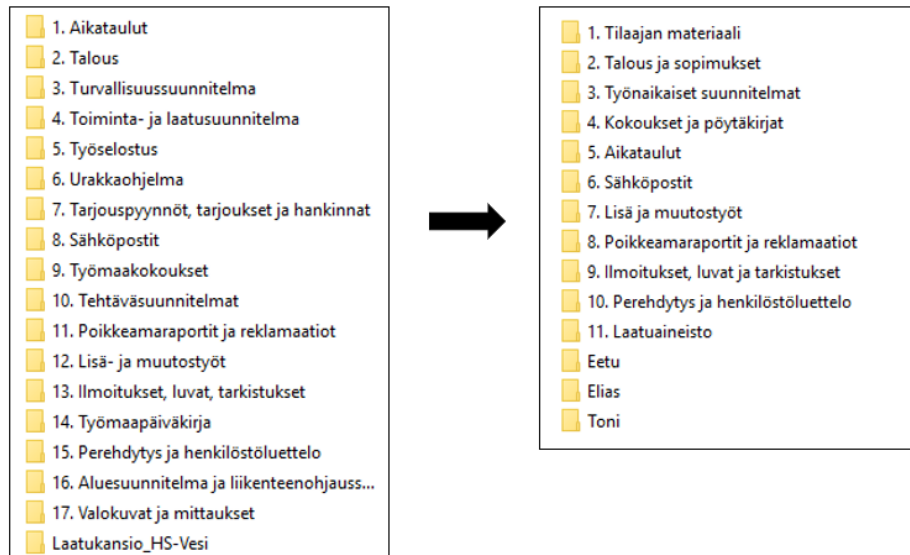 1. Aikataulut
2. Talous
3. Turvallisuussuunnitelma
4. Toiminta- ja laatusuunnitelma
5. Työselostus
6. Urakkaohjelma
7. Tarjouspyynnöt, tarjoukset ja hankinnat
8. Sähköpostit
9. Työmaakokoukset
10. Tehtäväsuunnitelmat
11. Poikkeamaraportit ja reklamaatiot
12. Lisä- ja muutostyöt
13. Ilmoitukset, luvat, tarkistukset
14. Työmaapäiväkirja
15. Perehdytys ja henkilöstöluettelo
16. Aluesuunnitelma ja liikenteenohjauss...
17. Valokuvat ja mittaukset
Laatukansio_HS-Vesi
1. Tilaajan materiaali
2. Talous ja sopimukset
3. Työnaikaiset suunnitelmat
4. Kokoukset ja pöytäkirjat
5. Aikataulut
6. Sähköpostit
7. Lisä ja muutostyöt
8. Poikkeamaraportit ja reklamaatiot
9. Ilmoitukset, luvat ja tarkistukset
10. Perehdytys ja henkilöstöluettelo
11. Laatuaineisto
Eetu
Elias
Toni